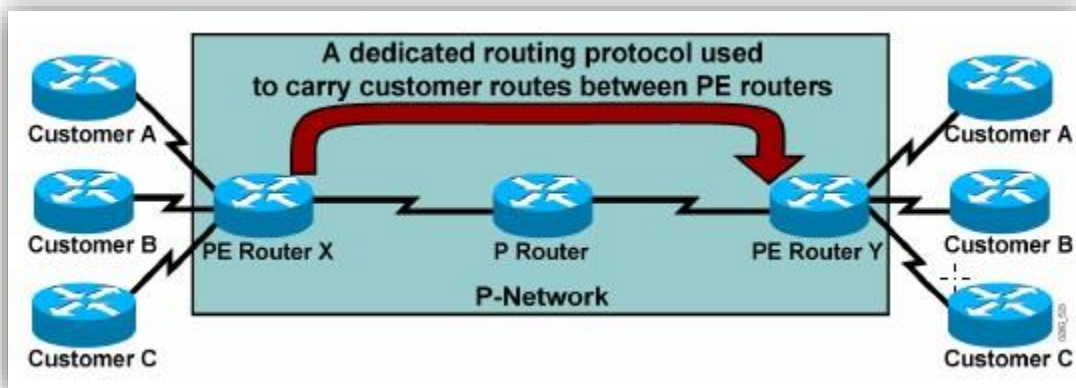 A dedicated routing protocol used
to carry customer routes between PE routers
Customer A
Customer A
Customer B
PE Router X
P Router
PE Router Y
Customer B
P-Network
Customer C
Customer C